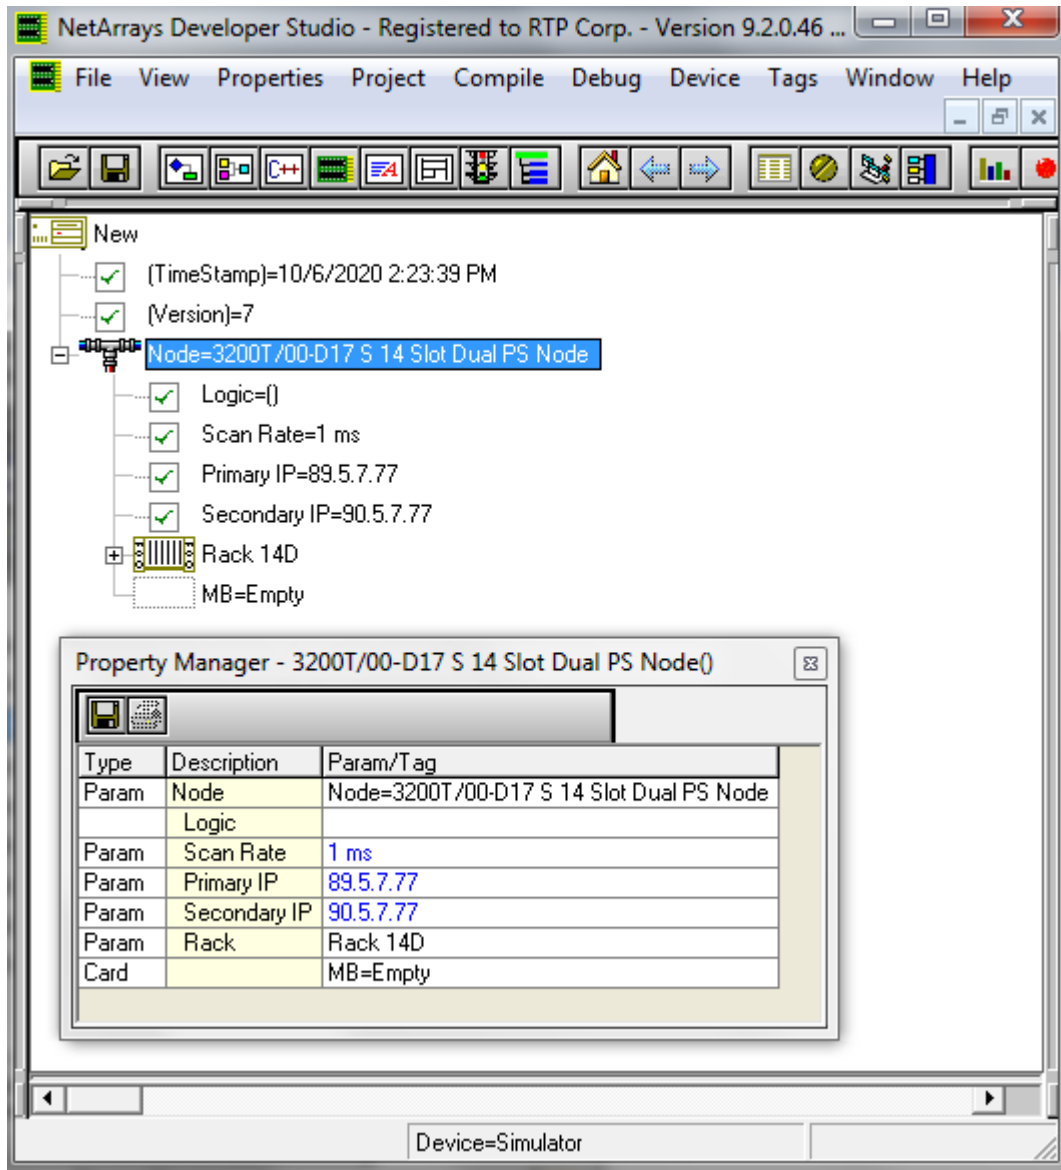 NetArrays Developer Studio - Registered to RTP Corp. - Version 9.2.0.46 ...
File View Properties Project Compile Debug Device Tags Window Help
C++
New
(TimeStamp)=10/6/2020 2:23:39 PM
(Version)=7
Node=3200T/00-D17 S 14 Slot Dual PS Node
Logic=()
Scan Rate=1 ms
Primary IP=89.5.7.77
Secondary IP=90.5.7.77
Rack 14D
MB=Empty
Property Manager - 3200T/00-D17 S 14 Slot Dual PS Node()
Type Description Param/Tag
Param Node Node=3200T/00-D17 S 14 Slot Dual PS Node
Logic
Param Scan Rate 1 ms
Param Primary IP 89.5.7.77
Param Secondary IP 90.5.7.77
Param Rack Rack 14D
Card MB=Empty
Device=Simulator